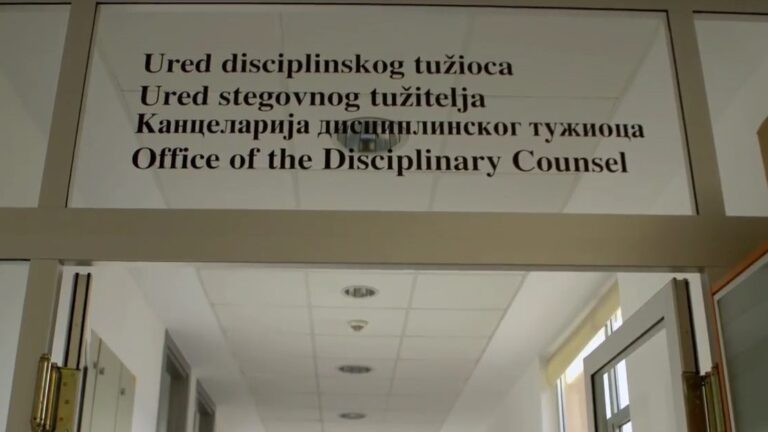 Ured disciplinskog tužioca
Ured stegovnog tužitelja
Канцеларија дисциплинског тужиоца
Office of the Disciplinary Counsel